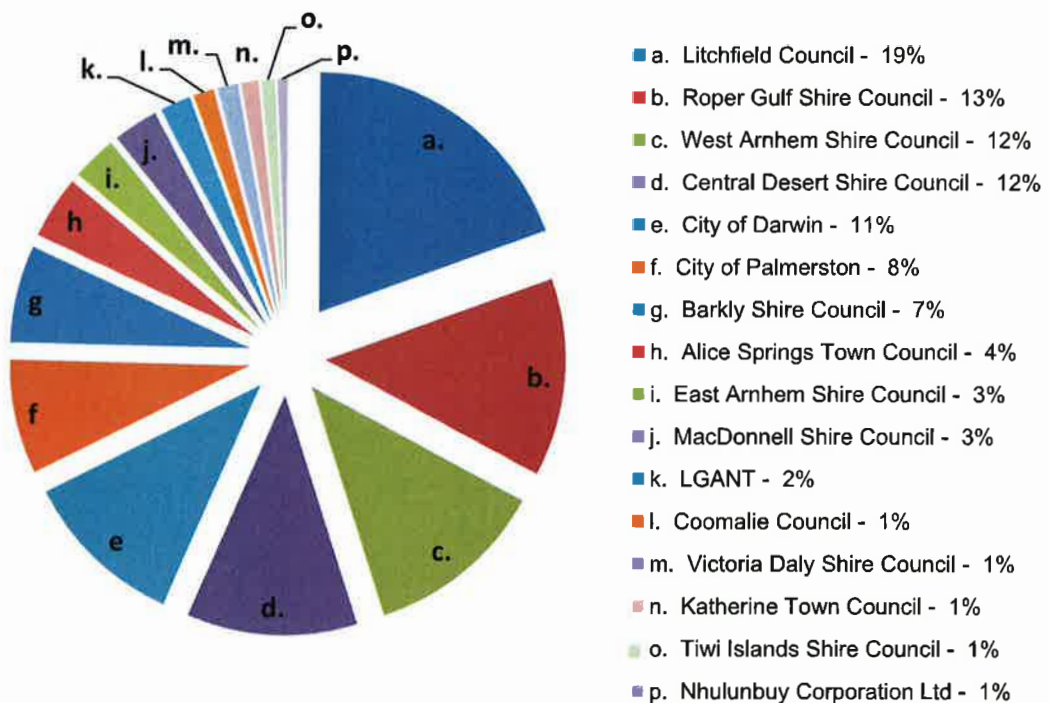 o.
m.
n.
p.
l.
k.
a.
j.
i.
h
g
b.
f
e
c.
d.
a. Litchfield Council - 19%
b. Roper Gulf Shire Council - 13%
c. West Arnhem Shire Council - 12%
d. Central Desert Shire Council - 12%
e. City of Darwin - 11%
f. City of Palmerston - 8%
g. Barkly Shire Council - 7%
h. Alice Springs Town Council - 4%
i. East Arnhem Shire Council - 3%
j. MacDonnell Shire Council - 3%
k. LGANT - 2%
l. Coomalie Council - 1%
m. Victoria Daly Shire Council - 1%
n. Katherine Town Council - 1%
o. Tiwi Islands Shire Council - 1%
p. Nhulunbuy Corporation Ltd - 1%